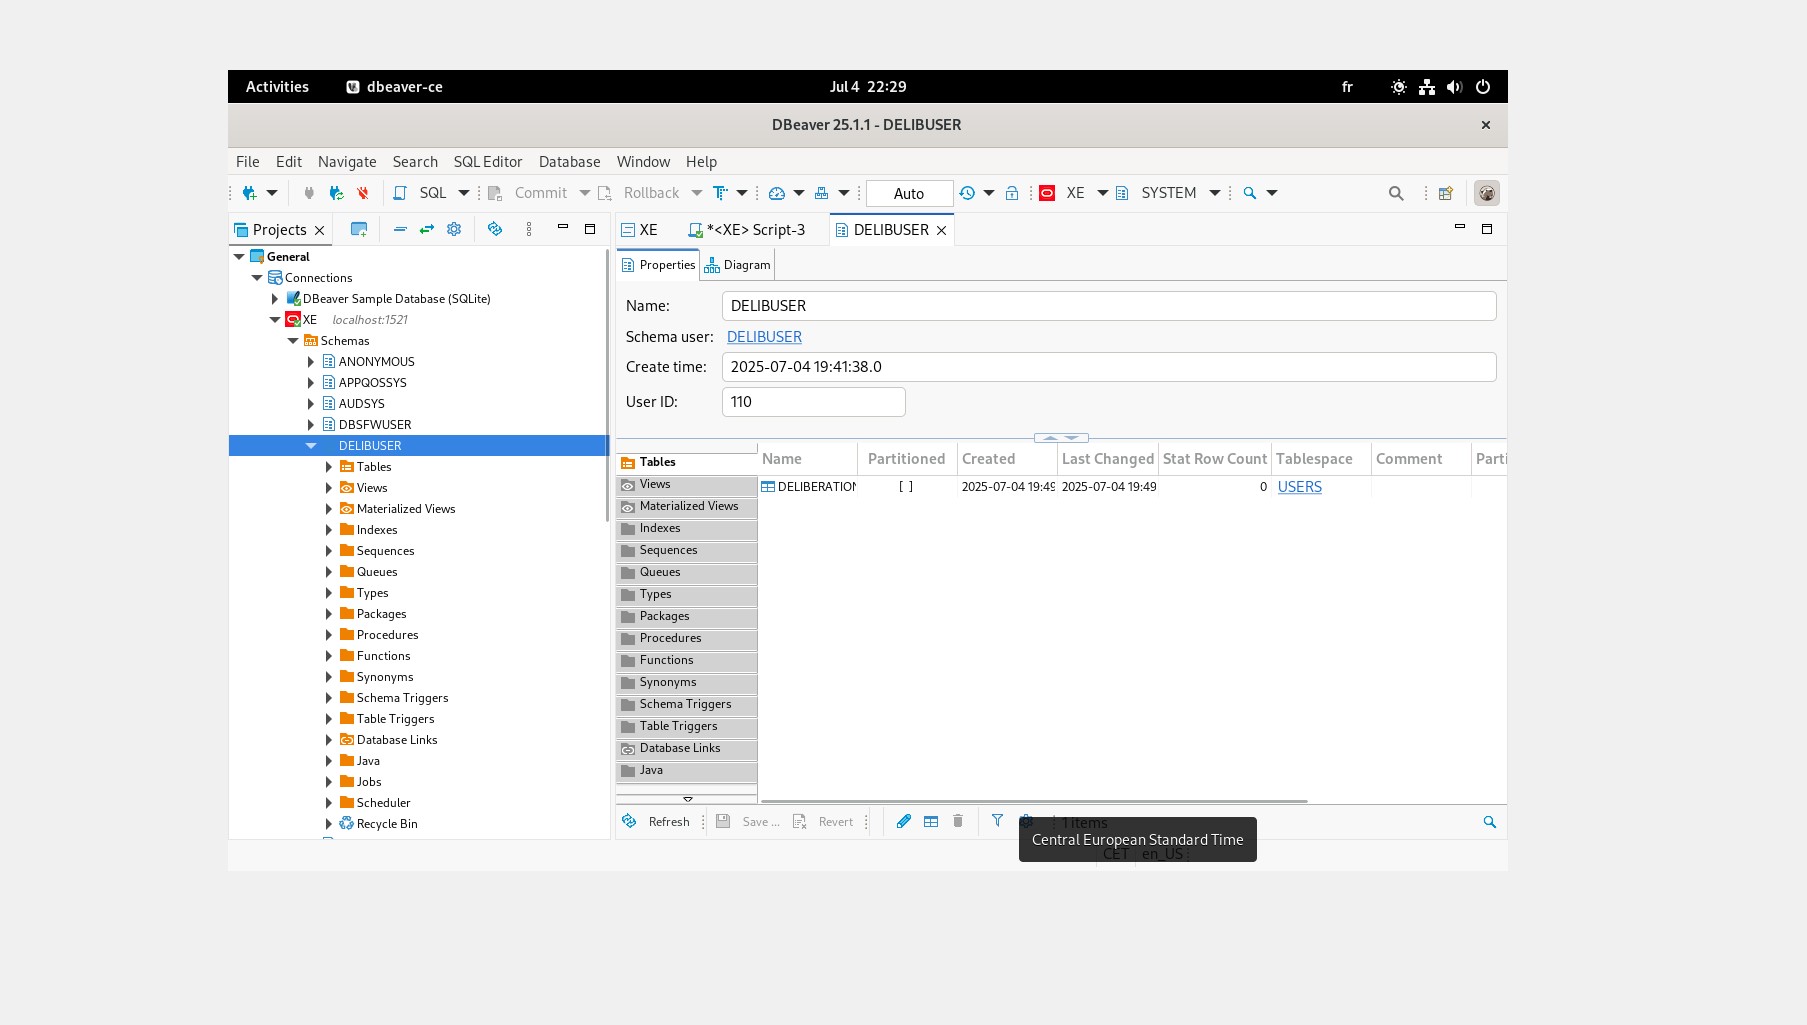 Activities dbeaver-ce Jul 4 22:29 fr
DBeaver 25.1.1 - DELIBUSER
File Edit Navigate Search SQL Editor Database Window Help
SQL Commit Rollback Auto XE SYSTEM
Projects
General
Connections
DBeaver Sample Database (SQLite)
XE localhost:1521
Schemas
ANONYMOUS
APPQOSSYS
AUDSYS
DBSFWUSER
DELIBUSER
Tables
Views
Materialized Views
Indexes
Sequences
Queues
Types
Packages
Procedures
Functions
Synonyms
Schema Triggers
Table Triggers
Database Links
Java
Jobs
Scheduler
Recycle Bin
XE *<XE> Script-3 DELIBUSER
Properties Diagram
Name: DELIBUSER
Schema user: DELIBUSER
Create time: 2025-07-04 19:41:38.0
User ID: 110
Tables
Views
Materialized Views
Indexes
Sequences
Queues
Types
Packages
Procedures
Functions
Synonyms
Schema Triggers
Table Triggers
Database Links
Java
Name Partitioned Created Last Changed Stat Row Count Tablespace Comment Parti
DELIBERATION [ ] 2025-07-04 19:49 2025-07-04 19:49 0 USERS
Refresh Save ... Revert 1 items
Central European Standard Time
CET en_US